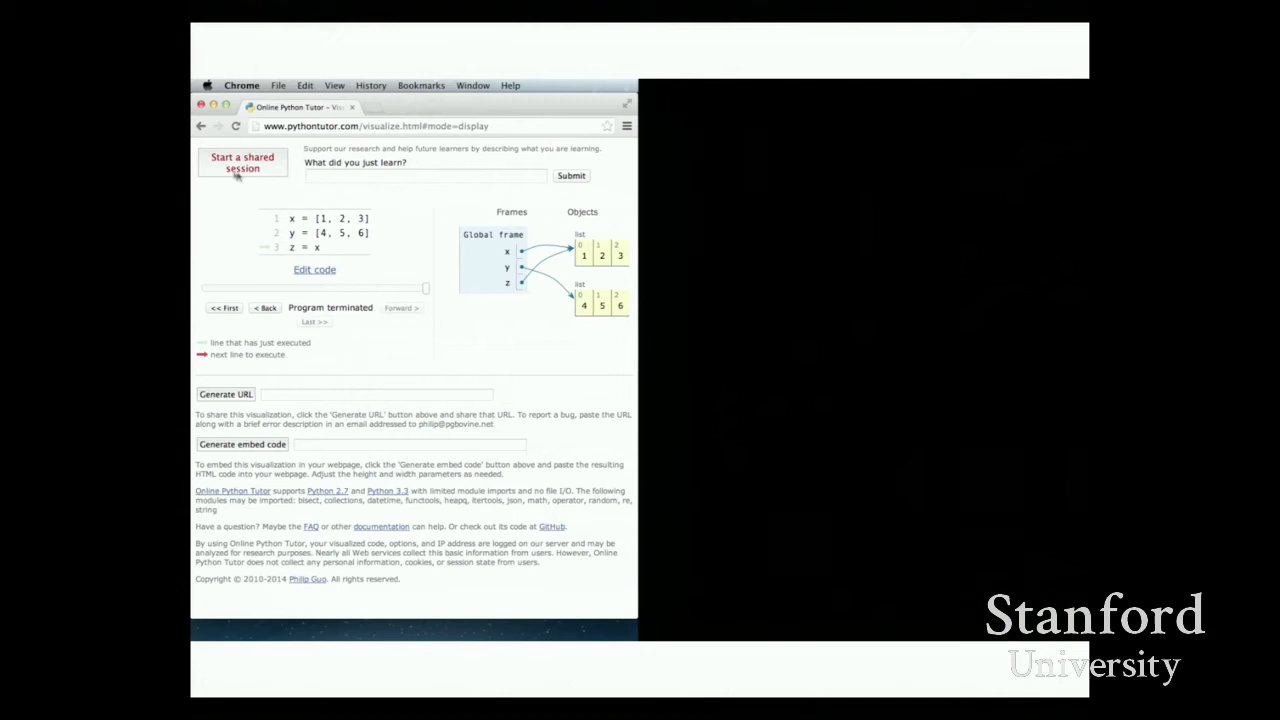 Chrome File Edit View History Bookmarks Window Help
Online Python Tutor – Vis
www.pythontutor.com/visualize.html#mode=display
Start a shared
session
Support our research and help future learners by describing what you are learning.
What did you just learn?
Submit
1 x = [1, 2, 3]
2 y = [4, 5, 6]
3 z = x
Edit code
<< First
< Back
Program terminated
Forward >
Last >>
line that has just executed
next line to execute
Frames
Objects
Global frame
x
y
z
list
0 1 2
1 2 3
list
0 1 2
4 5 6
Generate URL
To share this visualization, click the 'Generate URL' button above and share that URL. To report a bug, paste the URL
along with a brief error description in an email addressed to philip@pgbovine.net
Generate embed code
To embed this visualization in your webpage, click the 'Generate embed code' button above and paste the resulting
HTML code into your webpage. Adjust the height and width parameters as needed.
Online Python Tutor supports Python 2.7 and Python 3.3 with limited module imports and no file I/O. The following
modules may be imported: bisect, collections, datetime, functools, heapq, itertools, json, math, operator, random, re,
string
Have a question? Maybe the FAQ or other documentation can help. Or check out its code at GitHub.
By using Online Python Tutor, your visualized code, options, and IP address are logged on our server and may be
analyzed for research purposes. Nearly all Web services collect this basic information from users. However, Online
Python Tutor does not collect any personal information, cookies, or session state from users.
Copyright © 2010-2014 Philip Guo. All rights reserved.
Stanford
University